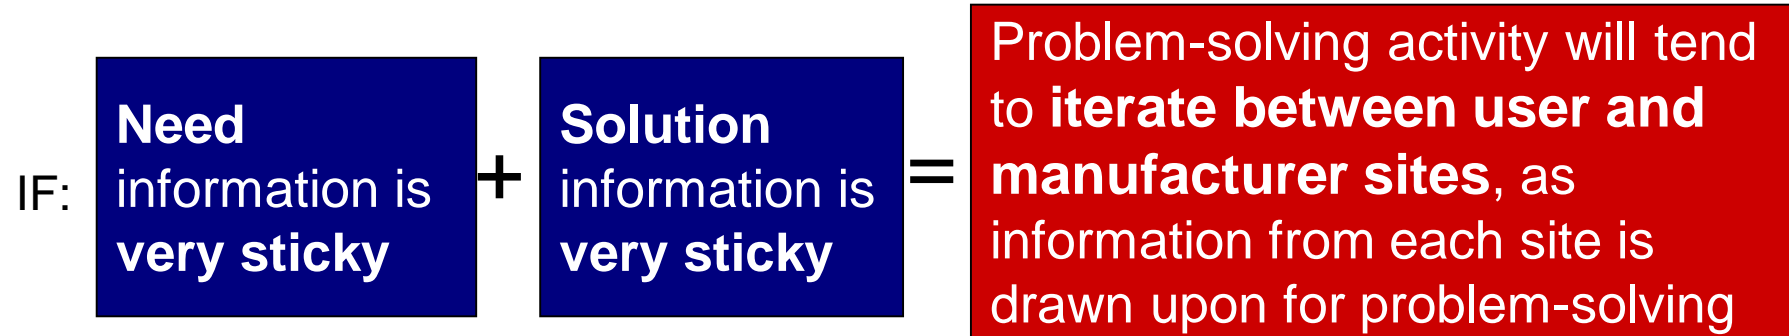 IF:
Need
information is
very sticky
+
Solution
information is
very sticky
=
Problem-solving activity will tend
to iterate between user and
manufacturer sites, as
information from each site is
drawn upon for problem-solving